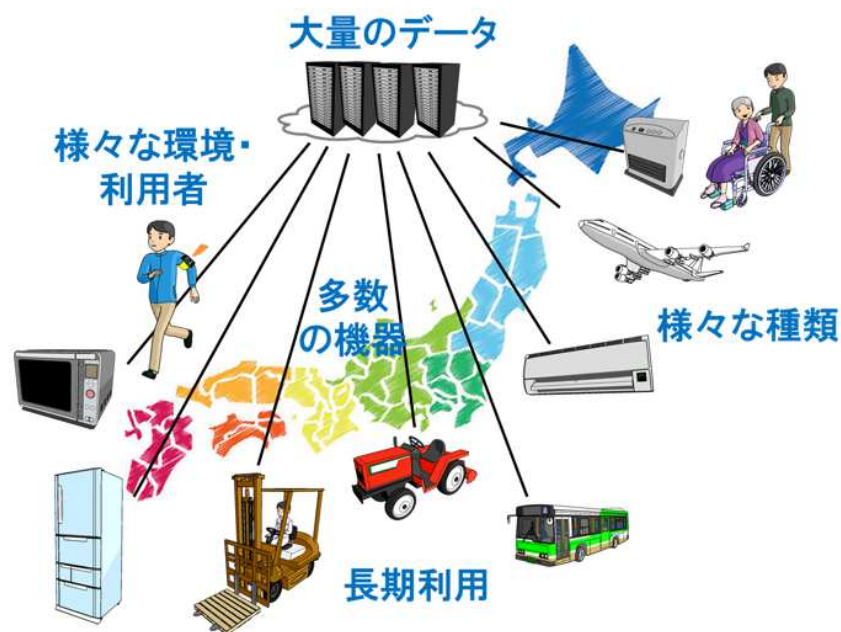 大量のデータ
様々な環境・
利用者
多数
の機器
様々な種類
長期利用